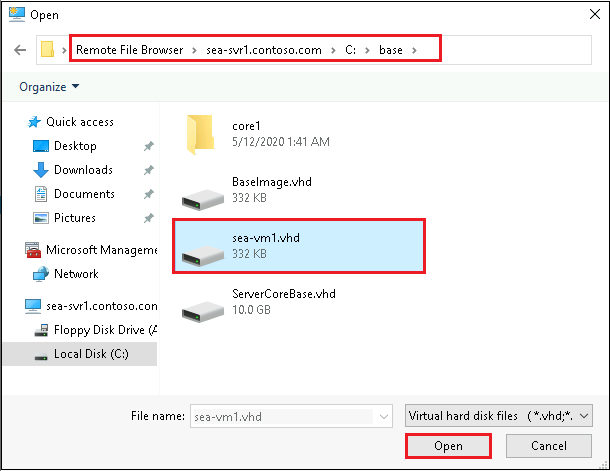 Open
Remote File Browser > sea-svr1.contoso.com > C: > base >
Organize
Quick access
Desktop
Downloads
Documents
Pictures
Microsoft Manageme
Network
sea-svr1.contoso.com
Floppy Disk Drive (A
Local Disk (C:)
core1
5/12/2020 1:41 AM
BaseImage.vhd
332 KB
sea-vm1.vhd
332 KB
ServerCoreBase.vhd
10.0 GB
File name: sea-vm1.vhd
Virtual hard disk files (*.vhd;*.
Open Cancel